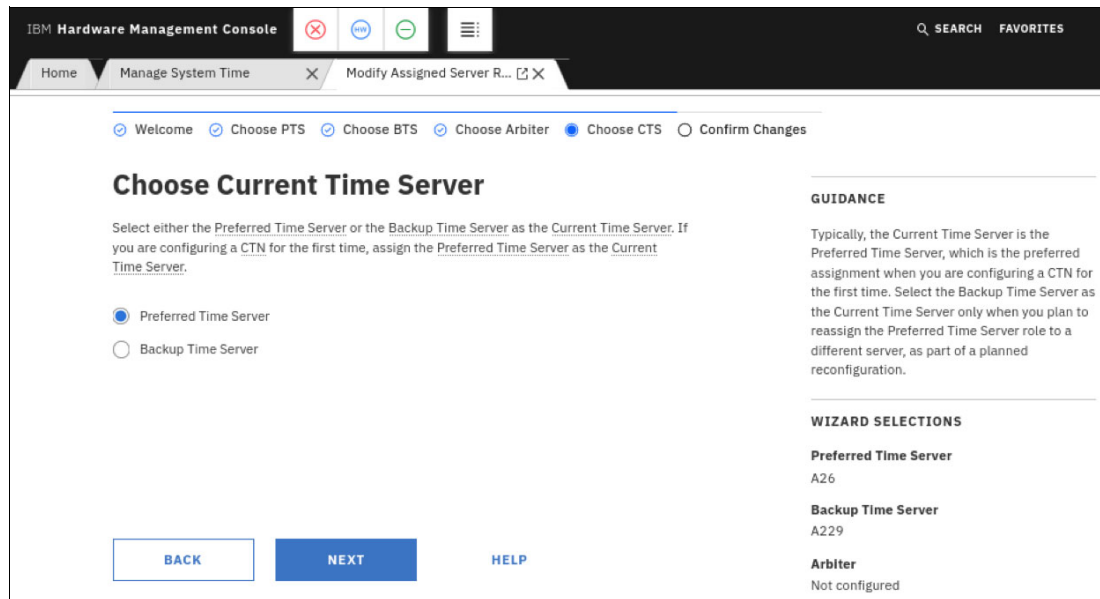 IBM Hardware Management Console
HW
SEARCH FAVORITES
Home
Manage System Time
Modify Assigned Server R...
Welcome
Choose PTS
Choose BTS
Choose Arbiter
Choose CTS
Confirm Changes
Choose Current Time Server
Select either the Preferred Time Server or the Backup Time Server as the Current Time Server. If
you are configuring a CTN for the first time, assign the Preferred Time Server as the Current
Time Server.
Preferred Time Server
Backup Time Server
BACK
NEXT
HELP
GUIDANCE
Typically, the Current Time Server is the
Preferred Time Server, which is the preferred
assignment when you are configuring a CTN for
the first time. Select the Backup Time Server as
the Current Time Server only when you plan to
reassign the Preferred Time Server role to a
different server, as part of a planned
reconfiguration.
WIZARD SELECTIONS
Preferred Time Server
A26
Backup Time Server
A229
Arbiter
Not configured